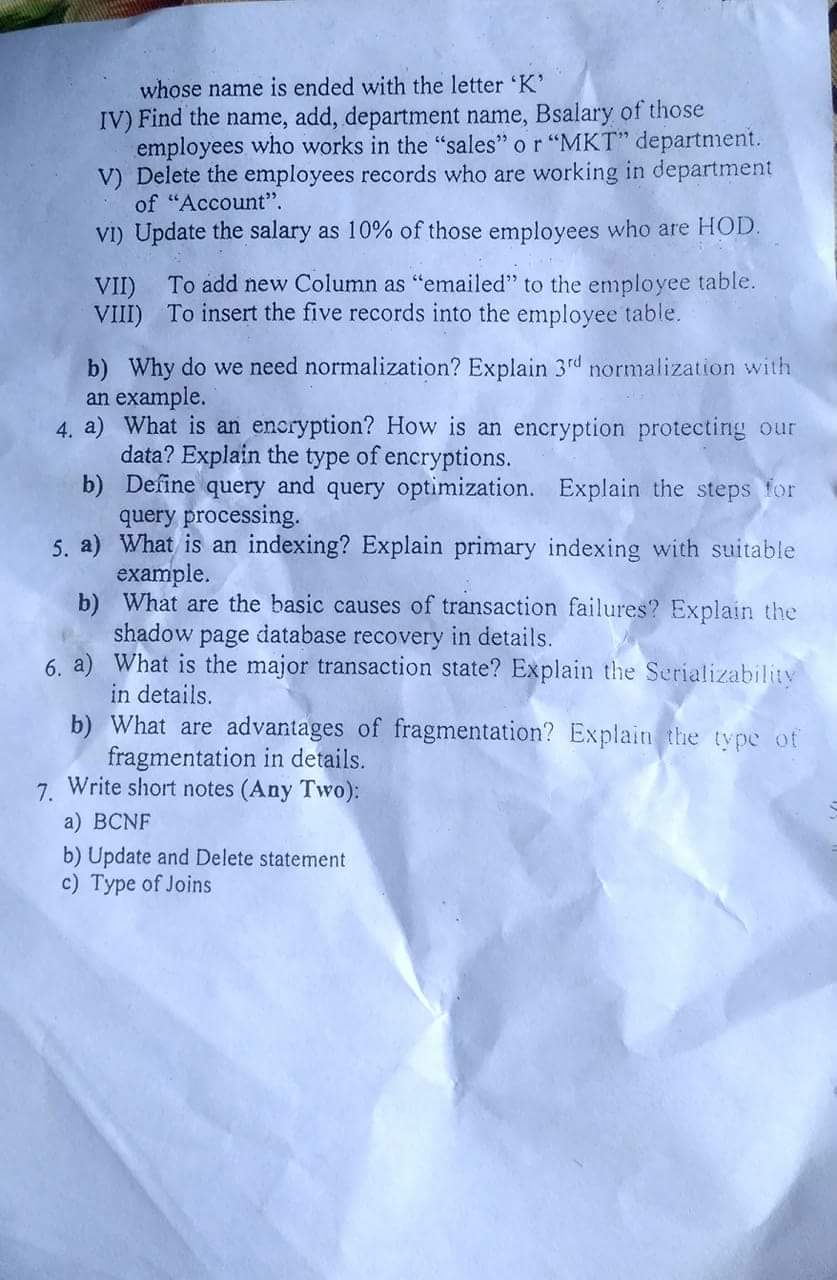 whose name is ended with the letter ‘K’
IV) Find the name, add, department name, Bsalary of those
employees who works in the “sales” o r “MKT” department.
V) Delete the employees records who are working in department
of “Account”.
VI) Update the salary as 10% of those employees who are HOD.
VII) To add new Column as “emailed” to the employee table.
VIII) To insert the five records into the employee table.
b) Why do we need normalization? Explain 3rd normalization with
an example.
4. a) What is an encryption? How is an encryption protecting our
data? Explain the type of encryptions.
b) Define query and query optimization. Explain the steps for
query processing.
5. a) What is an indexing? Explain primary indexing with suitable
example.
b) What are the basic causes of transaction failures? Explain the
shadow page database recovery in details.
6. a) What is the major transaction state? Explain the Serializability
in details.
b) What are advantages of fragmentation? Explain the type of
fragmentation in details.
7. Write short notes (Any Two):
a) BCNF
b) Update and Delete statement
c) Type of Joins